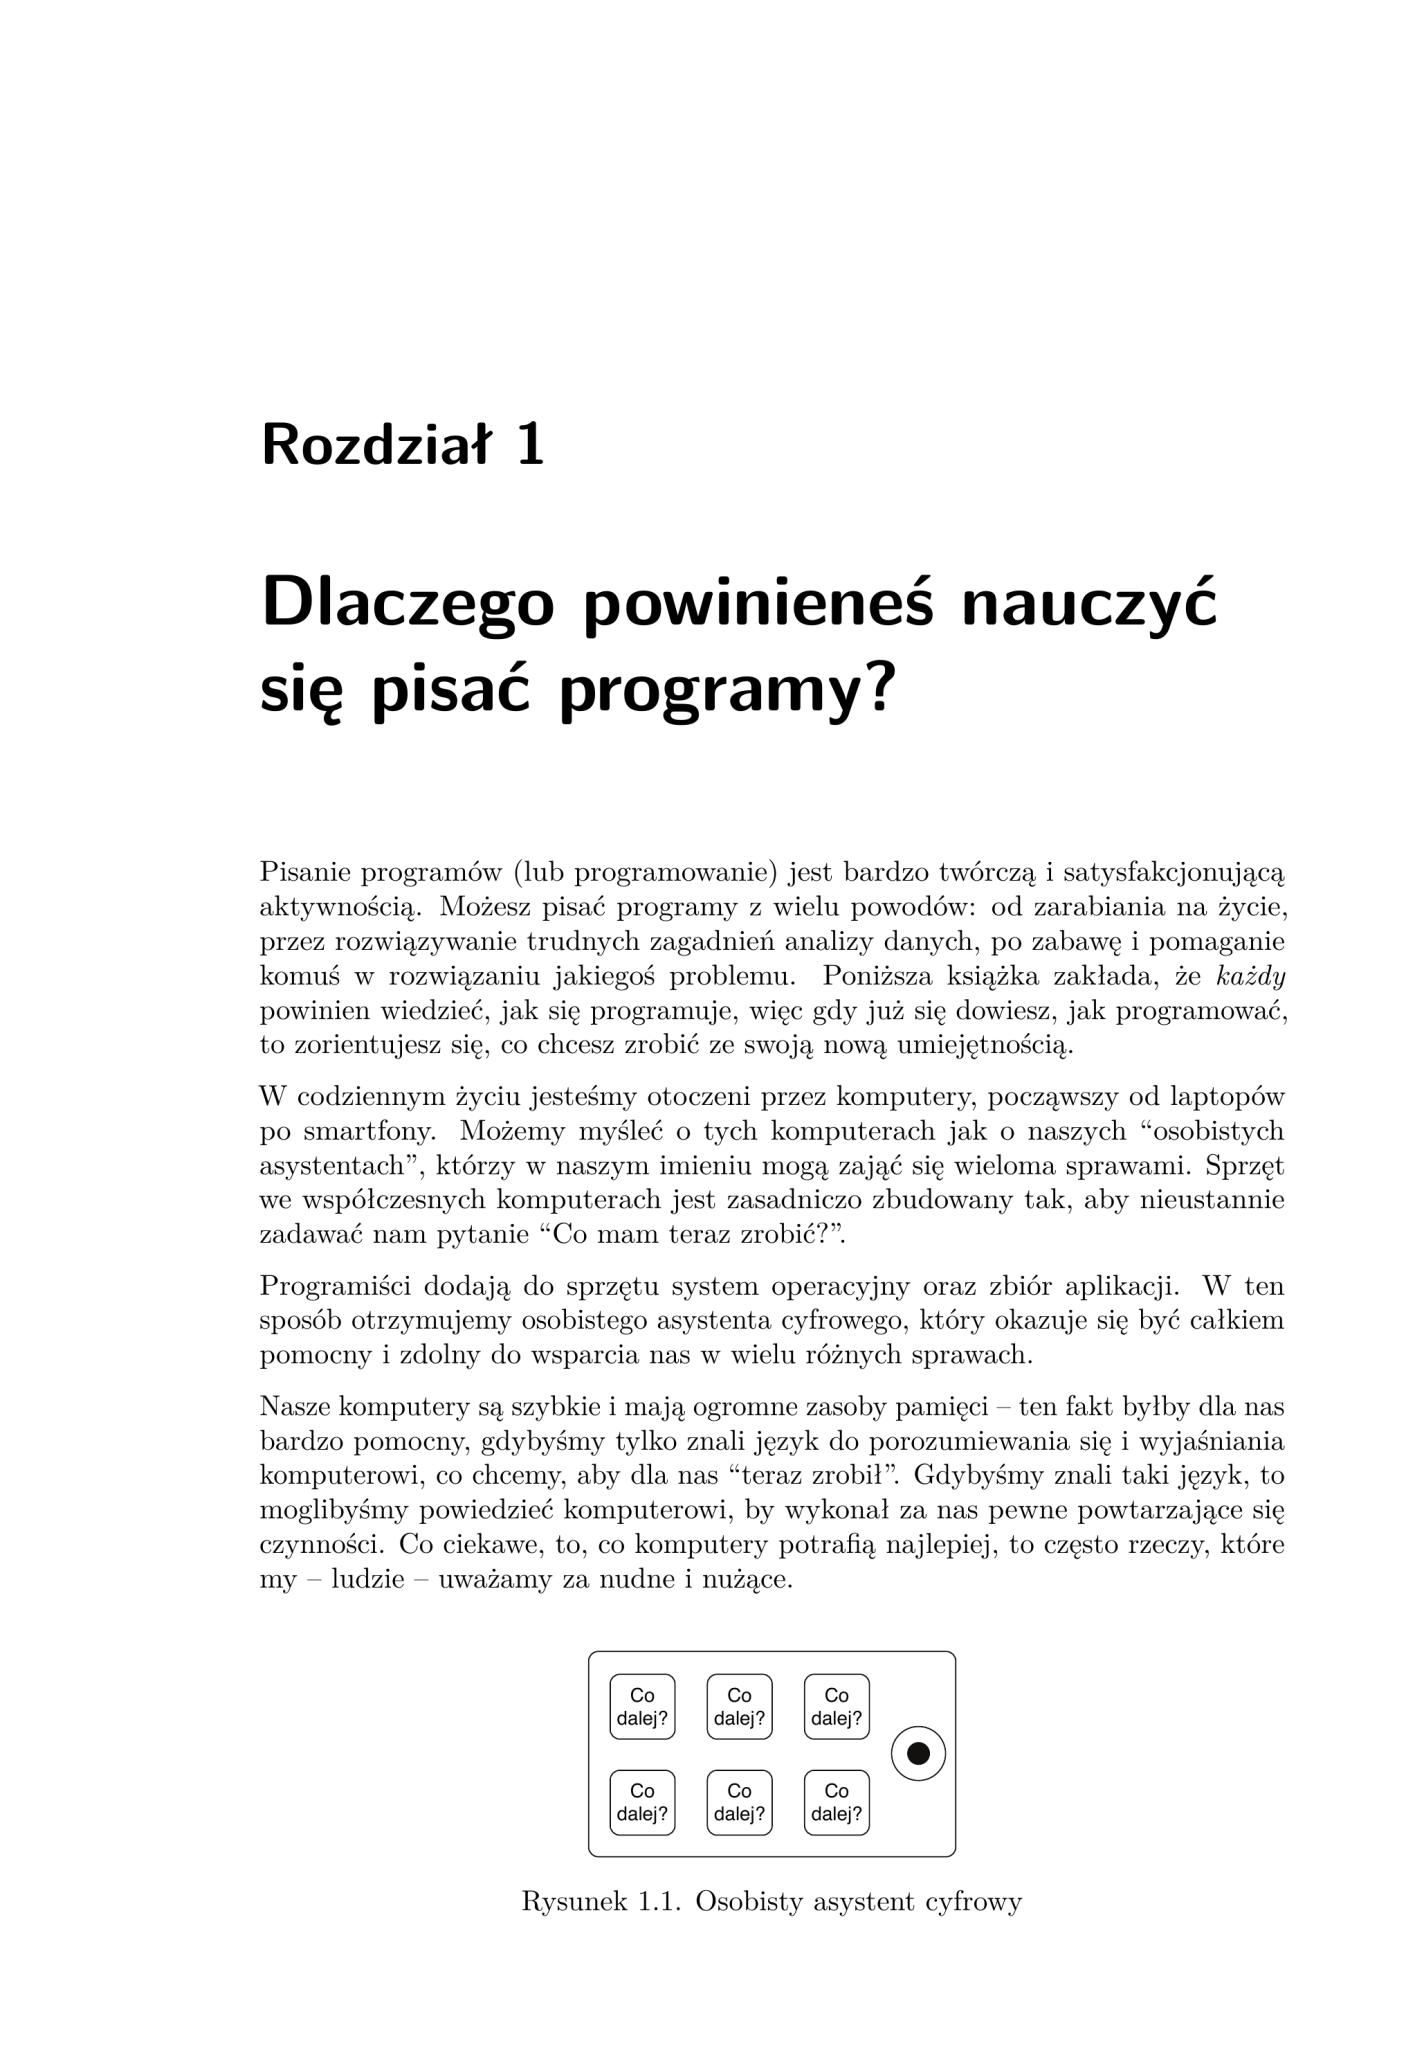 Rozdział 1
Dlaczego powinieneś nauczyć
się pisać programy?
Pisanie programów (lub programowanie) jest bardzo twórczą i satysfakcjonującą
aktywnością. Możesz pisać programy z wielu powodów: od zarabiania na życie,
przez rozwiązywanie trudnych zagadnień analizy danych, po zabawę i pomaganie
komuś w rozwiązaniu jakiegoś problemu. Poniższa książka zakłada, że każdy
powinien wiedzieć, jak się programuje, więc gdy już się dowiesz, jak programować,
to zorientujesz się, co chcesz zrobić ze swoją nową umiejętnością.
W codziennym życiu jesteśmy otoczeni przez komputery, począwszy od laptopów
po smartfony. Możemy myśleć o tych komputerach jak o naszych “osobistych
asystentach”, którzy w naszym imieniu mogą zająć się wieloma sprawami. Sprzęt
we współczesnych komputerach jest zasadniczo zbudowany tak, aby nieustannie
zadawać nam pytanie “Co mam teraz zrobić?”.
Programiści dodają do sprzętu system operacyjny oraz zbiór aplikacji. W ten
sposób otrzymujemy osobistego asystenta cyfrowego, który okazuje się być całkiem
pomocny i zdolny do wsparcia nas w wielu różnych sprawach.
Nasze komputery są szybkie i mają ogromne zasoby pamięci – ten fakt byłby dla nas
bardzo pomocny, gdybyśmy tylko znali język do porozumiewania się i wyjaśniania
komputerowi, co chcemy, aby dla nas “teraz zrobił”. Gdybyśmy znali taki język, to
moglibyśmy powiedzieć komputerowi, by wykonał za nas pewne powtarzające się
czynności. Co ciekawe, to, co komputery potrafią najlepiej, to często rzeczy, które
my – ludzie – uważamy za nudne i nużące.
Co Co Co
dalej? dalej? dalej?
Co Co Co
dalej? dalej? dalej?
Rysunek 1.1. Osobisty asystent cyfrowy